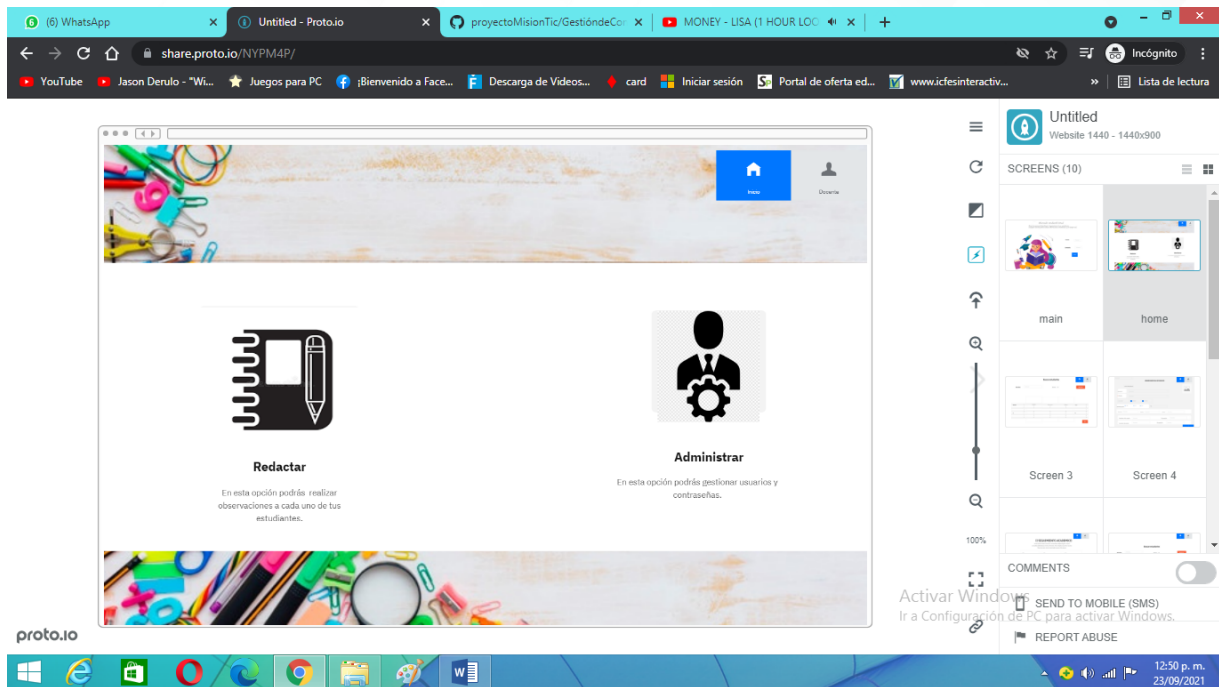 (6) WhatsApp
Untitled - Proto.io
proyectoMisionTic/GestióndeCor
MONEY - LISA (1 HOUR LOO
share.proto.io/NYPM4P/
Incógnito
YouTube
Jason Derulo - "Wi...
Juegos para PC
¡Bienvenido a Face...
Descarga de Videos...
card
Iniciar sesión
Portal de oferta ed...
www.icfesinteractiv...
»
Lista de lectura
Untitled
Website 1440 - 1440x900
SCREENS (10)
Inicio
Docente
main
home
Redactar
En esta opción podrás realizar
observaciones a cada uno de tus
estudiantes.
Administrar
En esta opción podrás gestionar usuarios y
contraseñas.
Screen 3
Screen 4
100%
COMMENTS
SEND TO MOBILE (SMS)
REPORT ABUSE
Activar Windows
Ir a Configuración de PC para activar Windows.
proto.io
12:50 p. m.
23/09/2021